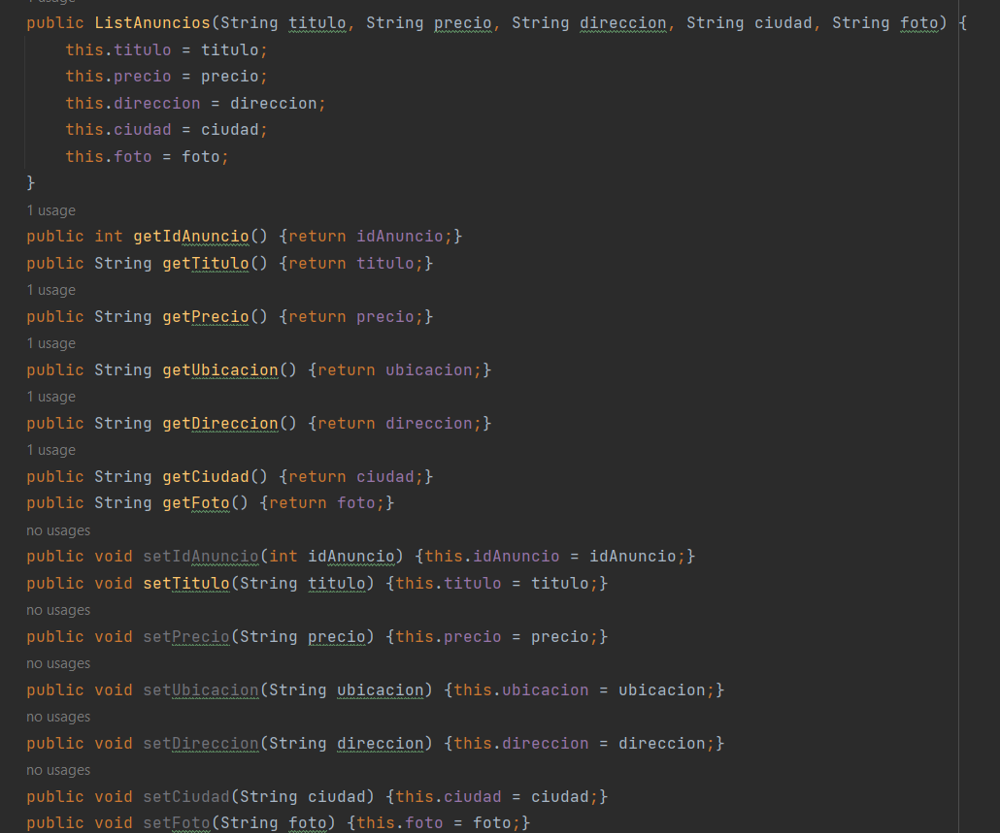 public ListAnuncios(String titulo, String precio, String direccion, String ciudad, String foto) {
this.titulo = titulo;
this.precio = precio;
this.direccion = direccion;
this.ciudad = ciudad;
this.foto = foto;
}
1 usage
public int getIdAnuncio() {return idAnuncio;}
public String getTitulo() {return titulo;}
1 usage
public String getPrecio() {return precio;}
1 usage
public String getUbicacion() {return ubicacion;}
1 usage
public String getDireccion() {return direccion;}
1 usage
public String getCiudad() {return ciudad;}
public String getFoto() {return foto;}
no usages
public void setIdAnuncio(int idAnuncio) {this.idAnuncio = idAnuncio;}
public void setTitulo(String titulo) {this.titulo = titulo;}
no usages
public void setPrecio(String precio) {this.precio = precio;}
no usages
public void setUbicacion(String ubicacion) {this.ubicacion = ubicacion;}
no usages
public void setDireccion(String direccion) {this.direccion = direccion;}
no usages
public void setCiudad(String ciudad) {this.ciudad = ciudad;}
public void setFoto(String foto) {this.foto = foto;}